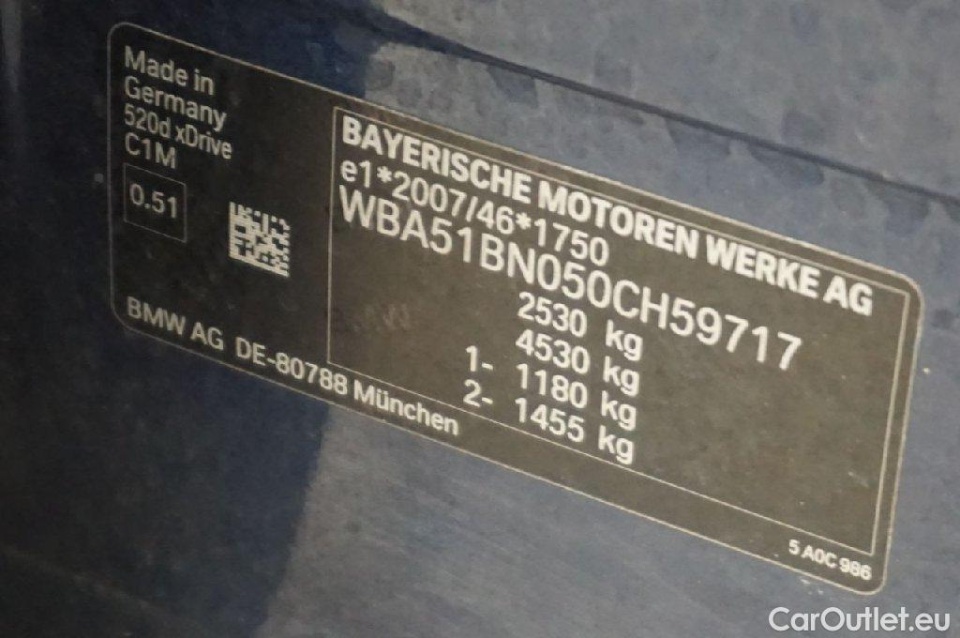 Made in
Germany
520d xDrive
C1M
0.51
BAYERISCHE MOTOREN WERKE AG
e1*2007/46*1750
WBA51BN050CH59717
2530 kg
4530 kg
1- 1180 kg
2- 1455 kg
BMW AG DE-80788 München
5 A0C 986
CarOutlet.eu